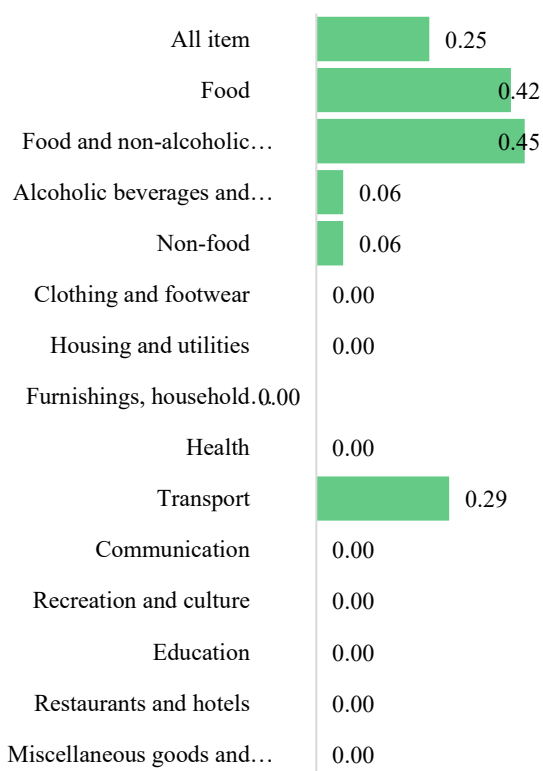 All item 0.25
Food 0.42
Food and non-alcoholic… 0.45
Alcoholic beverages and… 0.06
Non-food 0.06
Clothing and footwear 0.00
Housing and utilities 0.00
Furnishings, household… 0.00
Health 0.00
Transport 0.29
Communication 0.00
Recreation and culture 0.00
Education 0.00
Restaurants and hotels 0.00
Miscellaneous goods and… 0.00